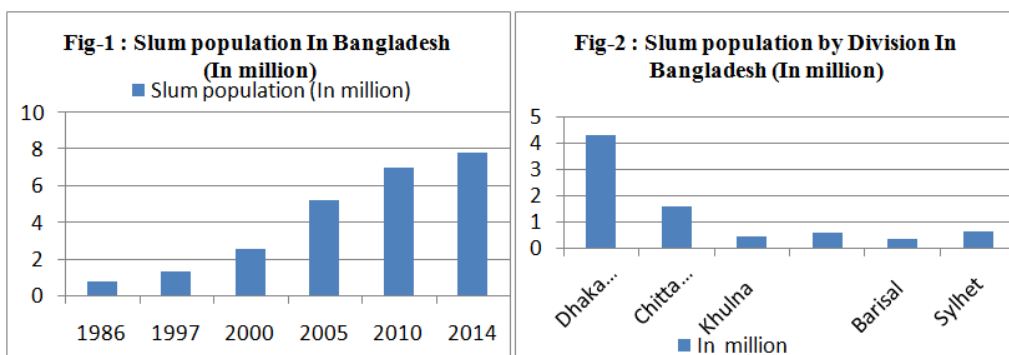 Fig-1 : Slum population In Bangladesh
(In million)
Slum population (In million)
10
8
6
4
2
0
1986 1997 2000 2005 2010 2014
Fig-2 : Slum population by Division In
Bangladesh (In million)
5
4
3
2
1
0
Dhaka...
Chitta...
Khulna
Barisal
Sylhet
In million